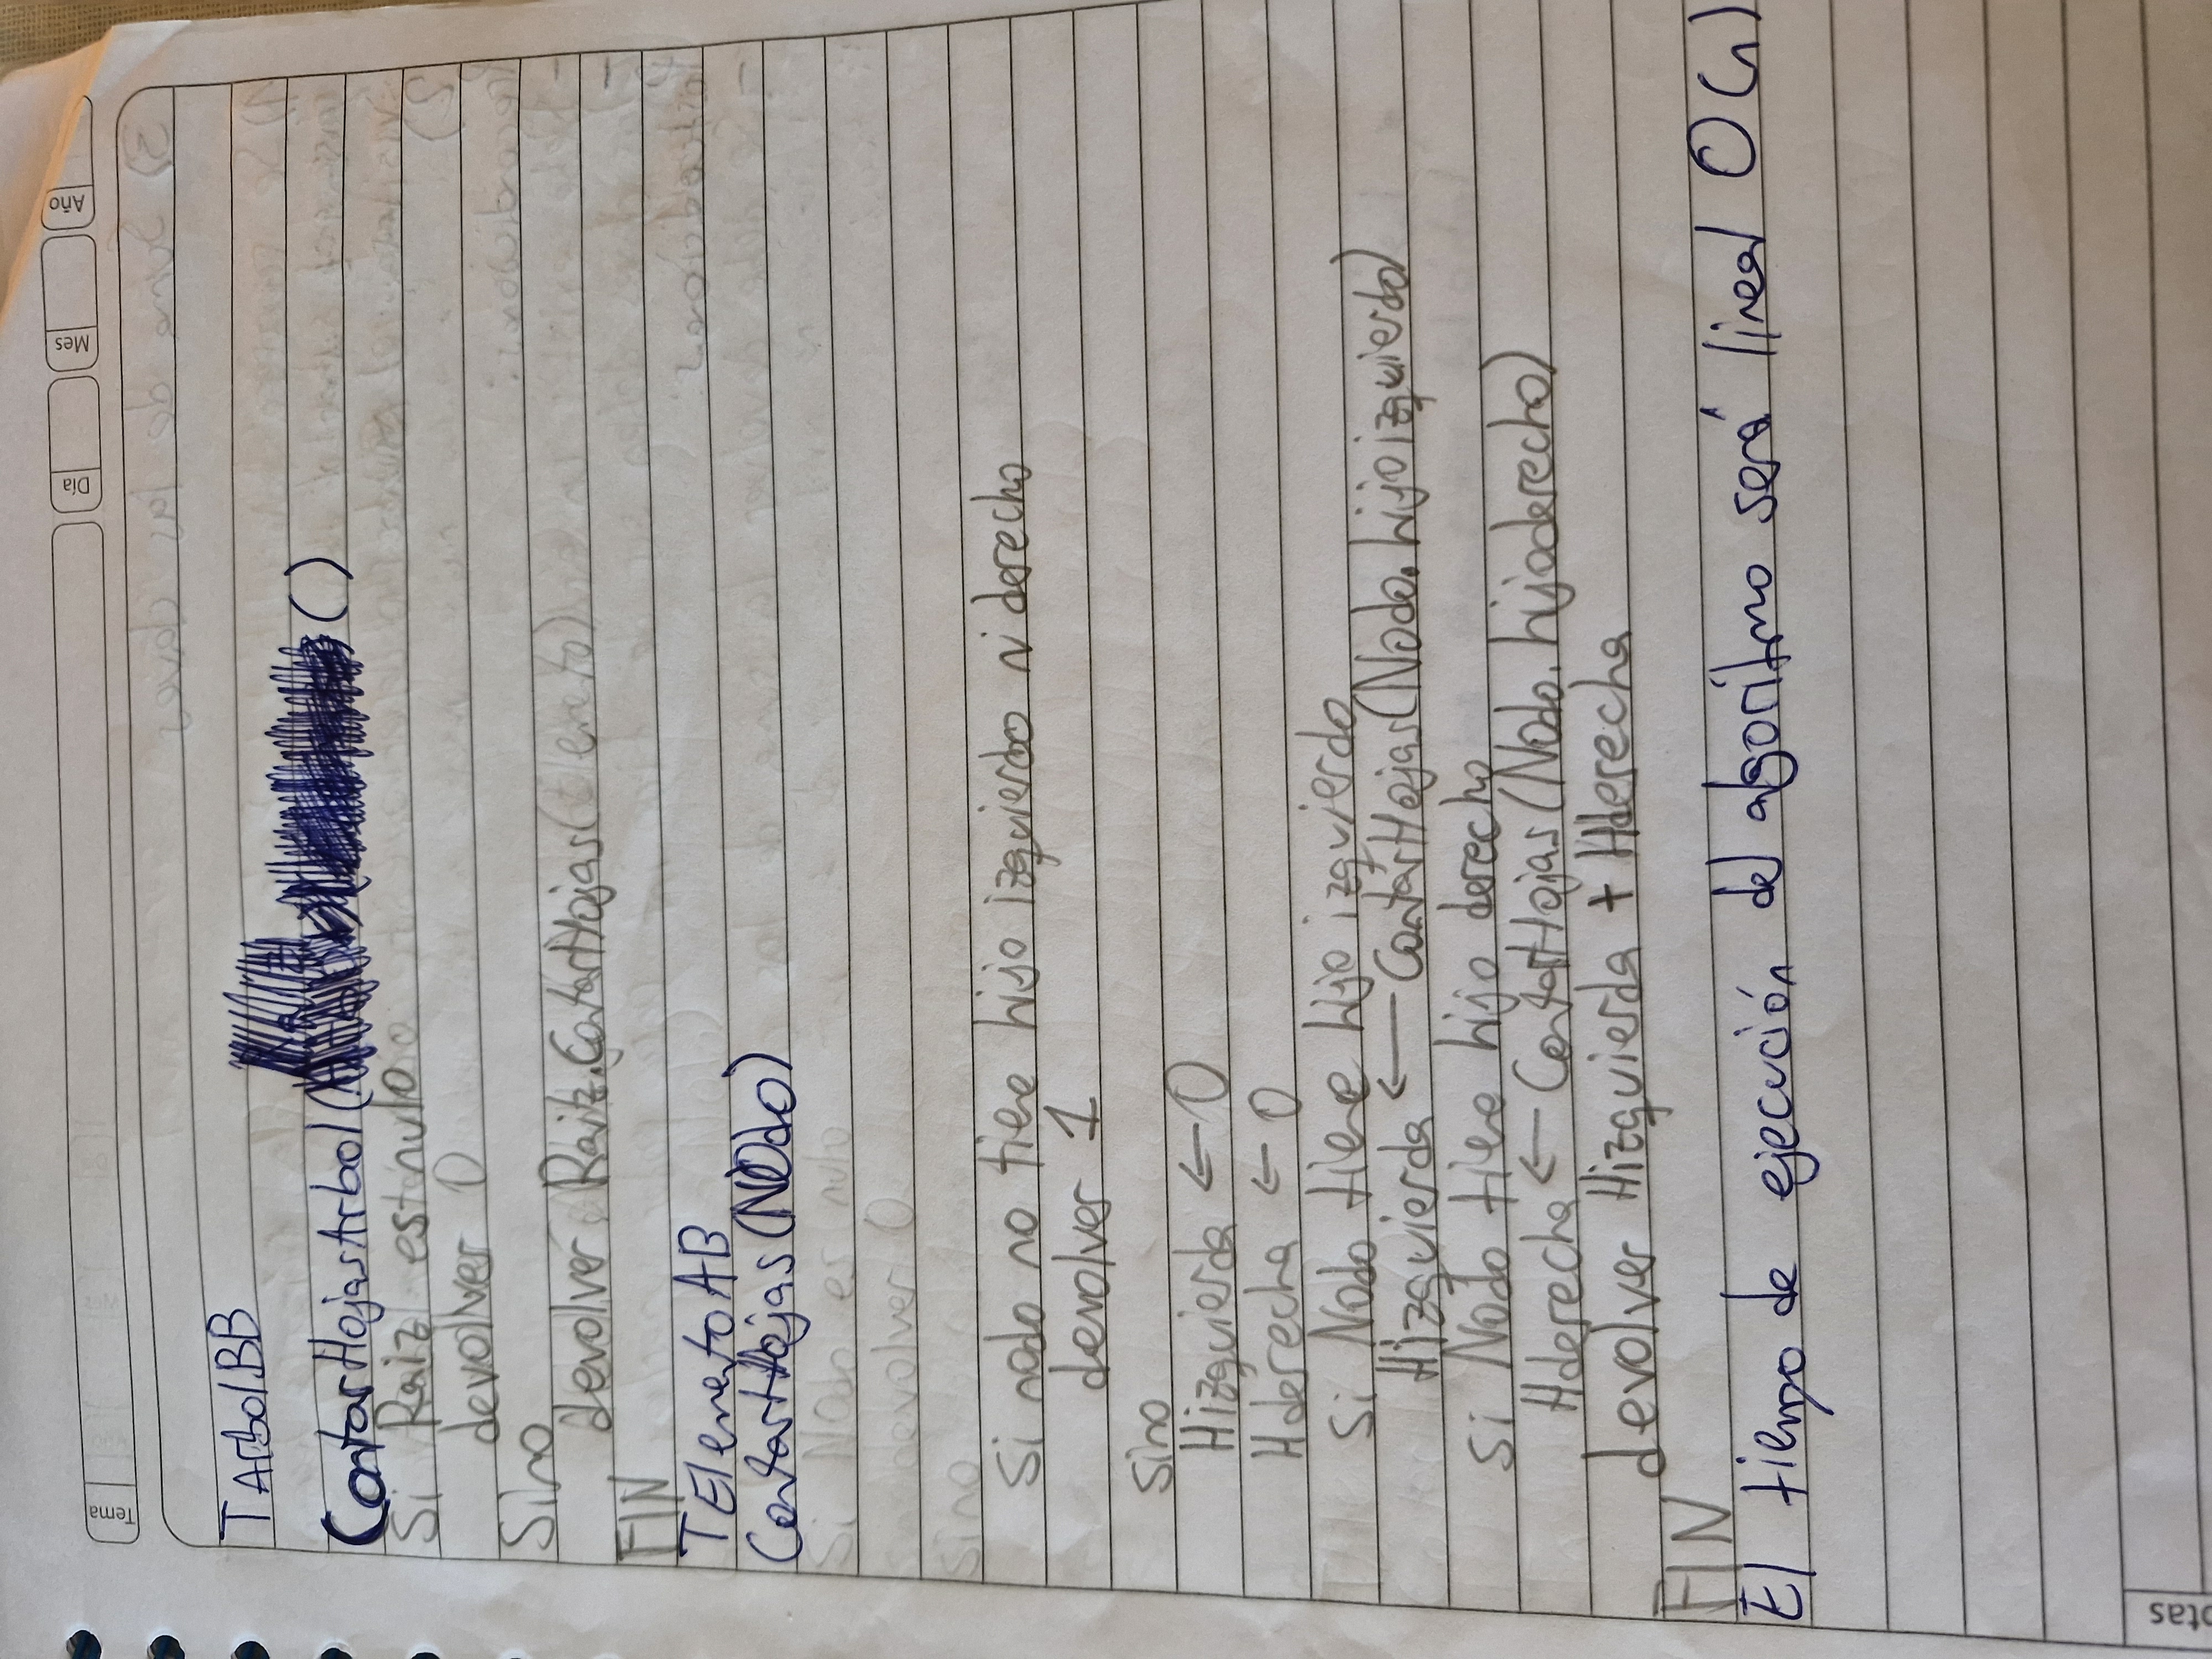 Tema
Día
Mes
Año
TArbolBB
ContarHojasArbol( ()
Si Raiz es nulo
devolver 0
Sino
devolver Raitz.ContarHojas(
FIN
TElementoAB
ContarHojas(NOdo)
Si NOdo es nulo
devolver 0
sino
Si nodo no tiene hijo izquierdo ni derecho
devolver 1
sino
Hizquierda ← 0
Hderecha ← 0
Si Nodo tiene hijo izquierdo
Hizquierda ← ContarHojas(Nodo.hijoizquierdo)
Si Nodo tiene hijo derecho
Hderecha ← ContarHojas(Nodo.hijoderecho)
devolver Hizquierda + Hderecha
FIN
El tiempo de ejecución del algoritmo será lineal O(n)
otas